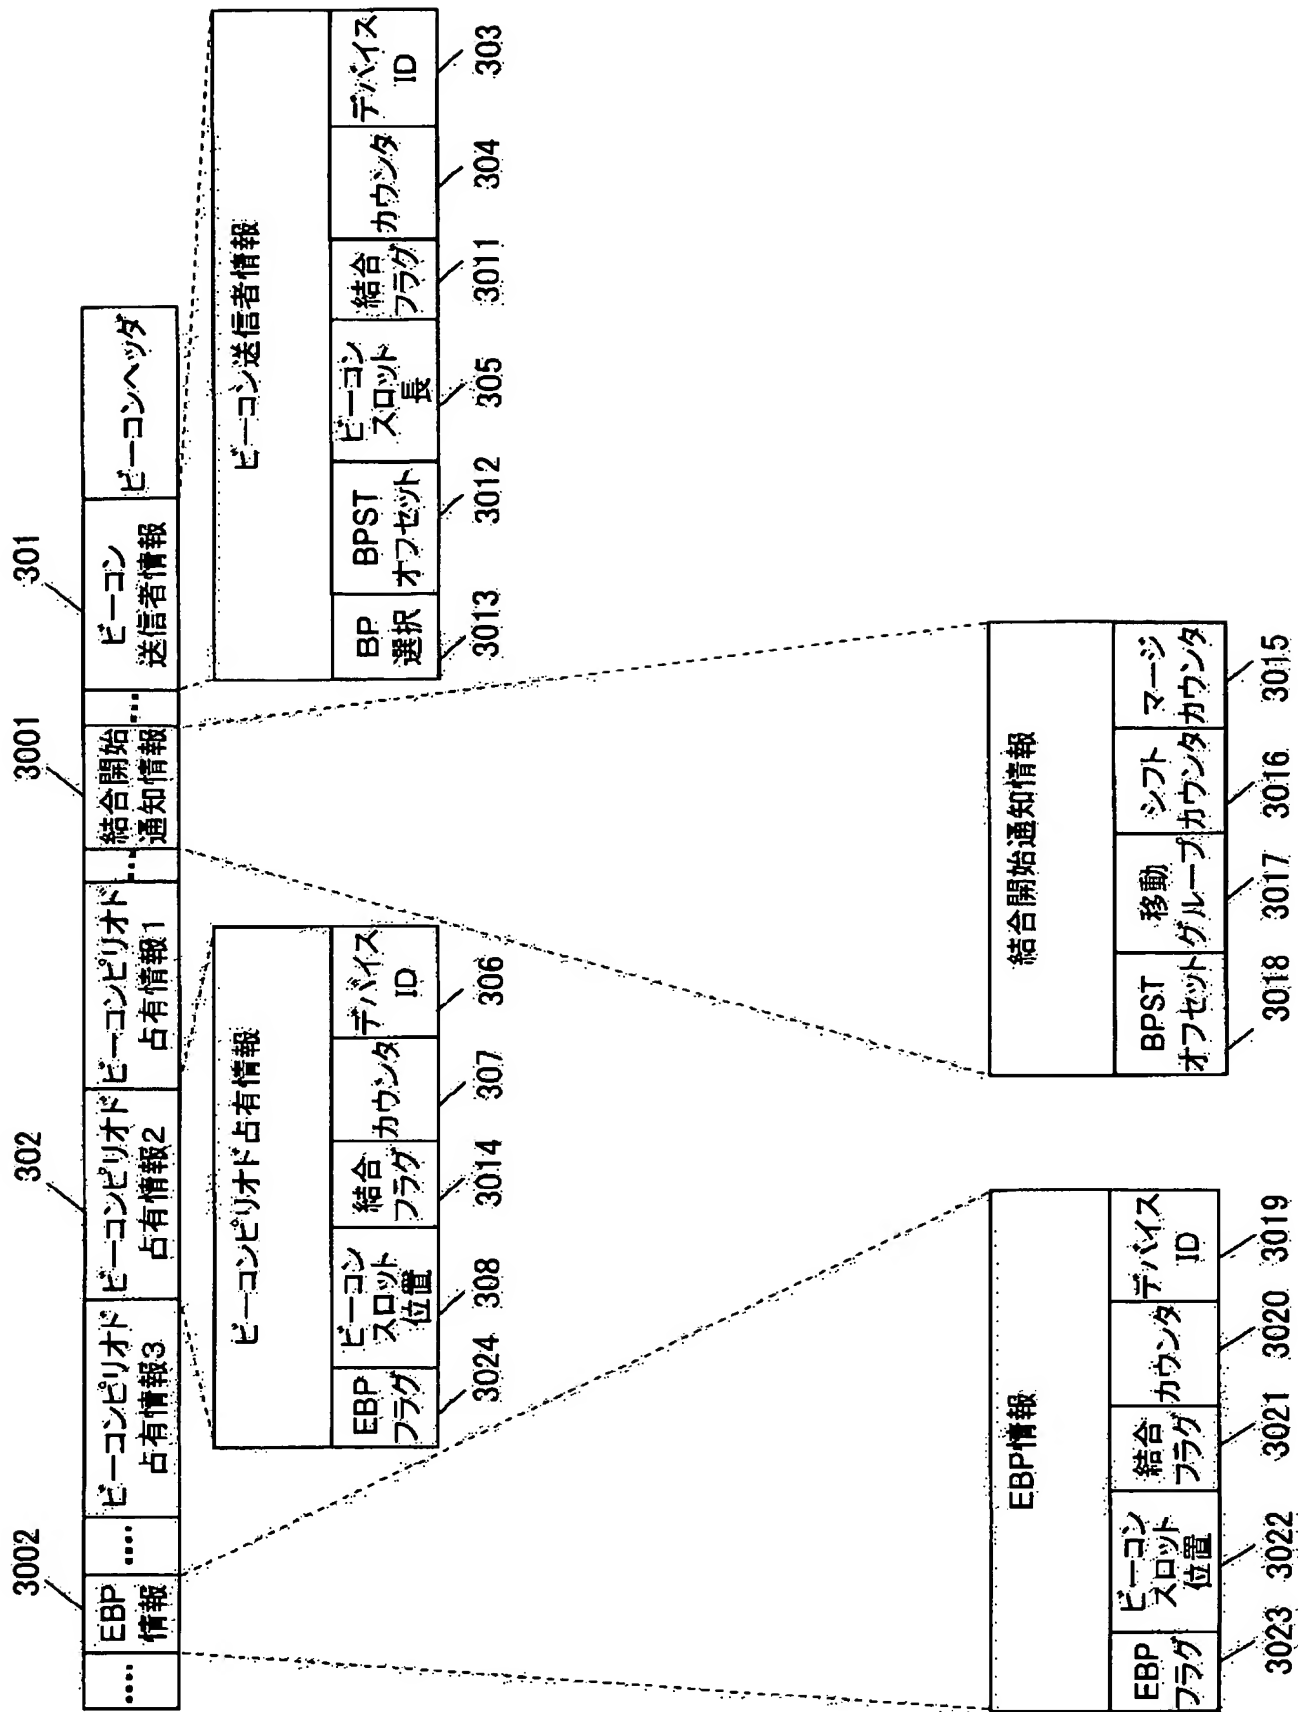 3002
302
3001
301
....
EBP
情報
....
ビーコンピリオド
占有情報3
ビーコンピリオド
占有情報2
ビーコンピリオド
占有情報1
...
結合開始
通知情報
...
ビーコン
送信者情報
ビーコンヘッダ
ビーコンピリオド占有情報
EBP
フラグ
ビーコン
スロット
位置
結合
フラグ
カウンタ
デバイス
ID
3024
308
3014
307
306
ビーコン送信者情報
BP
選択
BPST
オフセット
ビーコン
スロット
長
結合
フラグ
カウンタ
デバイス
ID
3013
3012
305
3011
304
303
EBP情報
EBP
フラグ
ビーコン
スロット
位置
結合
フラグ
カウンタ
デバイス
ID
3023
3022
3021
3020
3019
結合開始通知情報
BPST
オフセット
移動
グループ
シフト
カウンタ
マージ
カウンタ
3018
3017
3016
3015